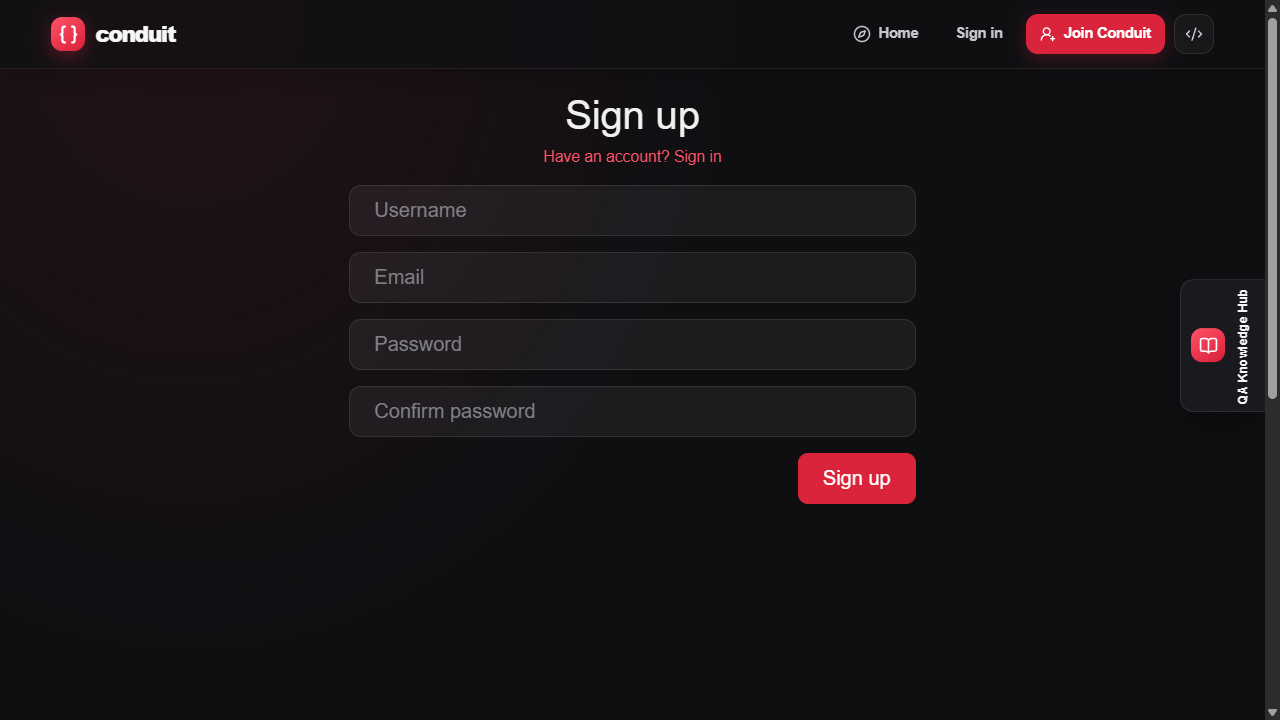 { } conduit
Home
Sign in
Join Conduit
</>
Sign up
Have an account? Sign in
Username
Email
Password
QA Knowledge Hub
Confirm password
Sign up